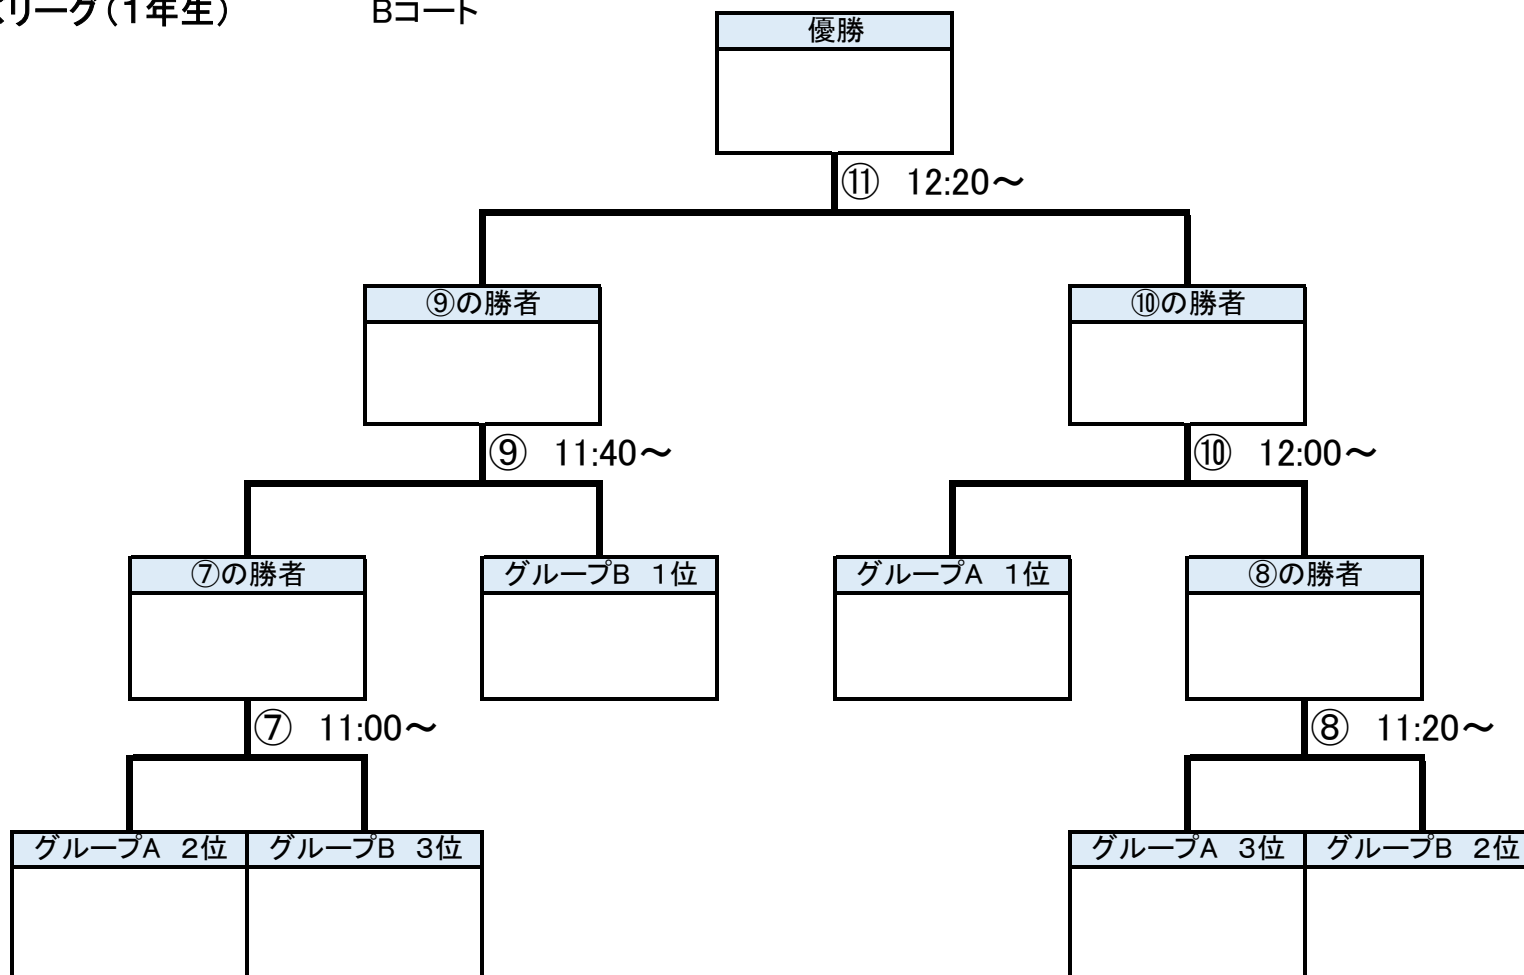 リーグ（１年生）　Bコート
優勝
⑪　12:20～
⑨の勝者　⑩の勝者
⑨　11:40～　⑩　12:00～
⑦の勝者　グループB　１位　グループA　１位　⑧の勝者
⑦　11:00～　⑧　11:20～
グループA　２位　グループB　３位　グループA　３位　グループB　２位